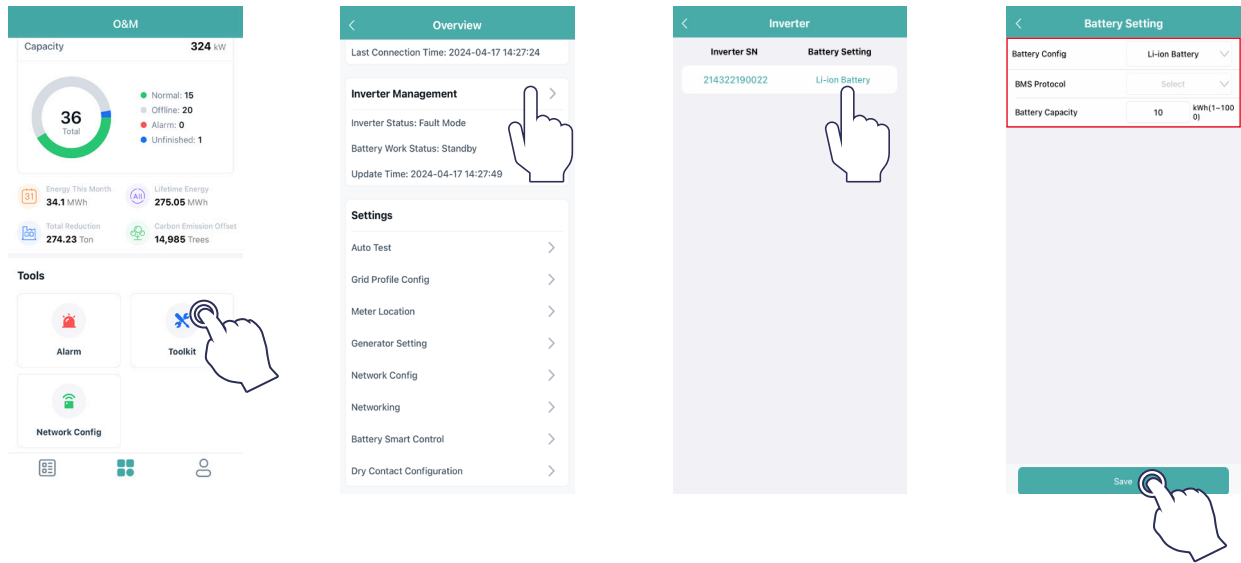 O&M
Capacity 324 kW
36
Total
Normal: 15
Offline: 20
Alarm: 0
Unfinished: 1
31
Energy This Month
34.1 MWh
All
Lifetime Energy
275.05 MWh
Total Reduction
274.23 Ton
Carbon Emission Offset
14,985 Trees
Tools
Alarm
Toolkit
Network Config
Overview
Last Connection Time: 2024-04-17 14:27:24
Inverter Management
Inverter Status: Fault Mode
Battery Work Status: Standby
Update Time: 2024-04-17 14:27:49
Settings
Auto Test
Grid Profile Config
Meter Location
Generator Setting
Network Config
Networking
Battery Smart Control
Dry Contact Configuration
Inverter
Inverter SN Battery Setting
214322190022 Li-ion Battery
Battery Setting
Battery Config Li-ion Battery
BMS Protocol Select
Battery Capacity 10 kWh(1~100
0)
Save